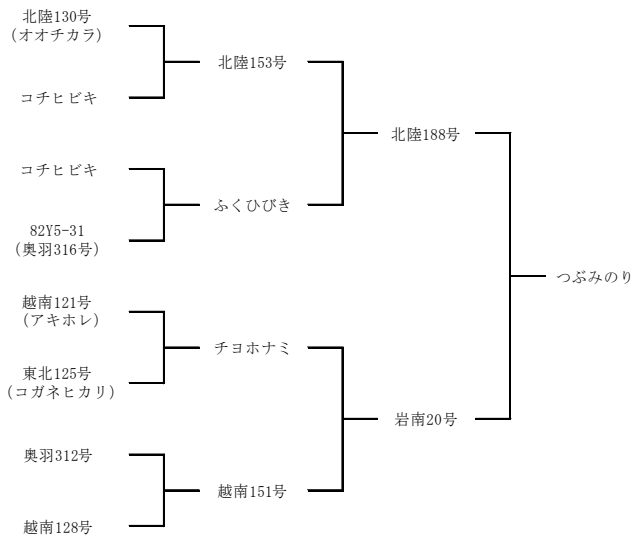 北陸130号
(オオチカラ)
コチヒビキ
北陸153号
コチヒビキ
82Y5-31
(奥羽316号)
ふくひびき
北陸188号
越南121号
(アキホレ)
東北125号
(コガネヒカリ)
チヨホナミ
奥羽312号
越南128号
越南151号
岩南20号
つぶみのり